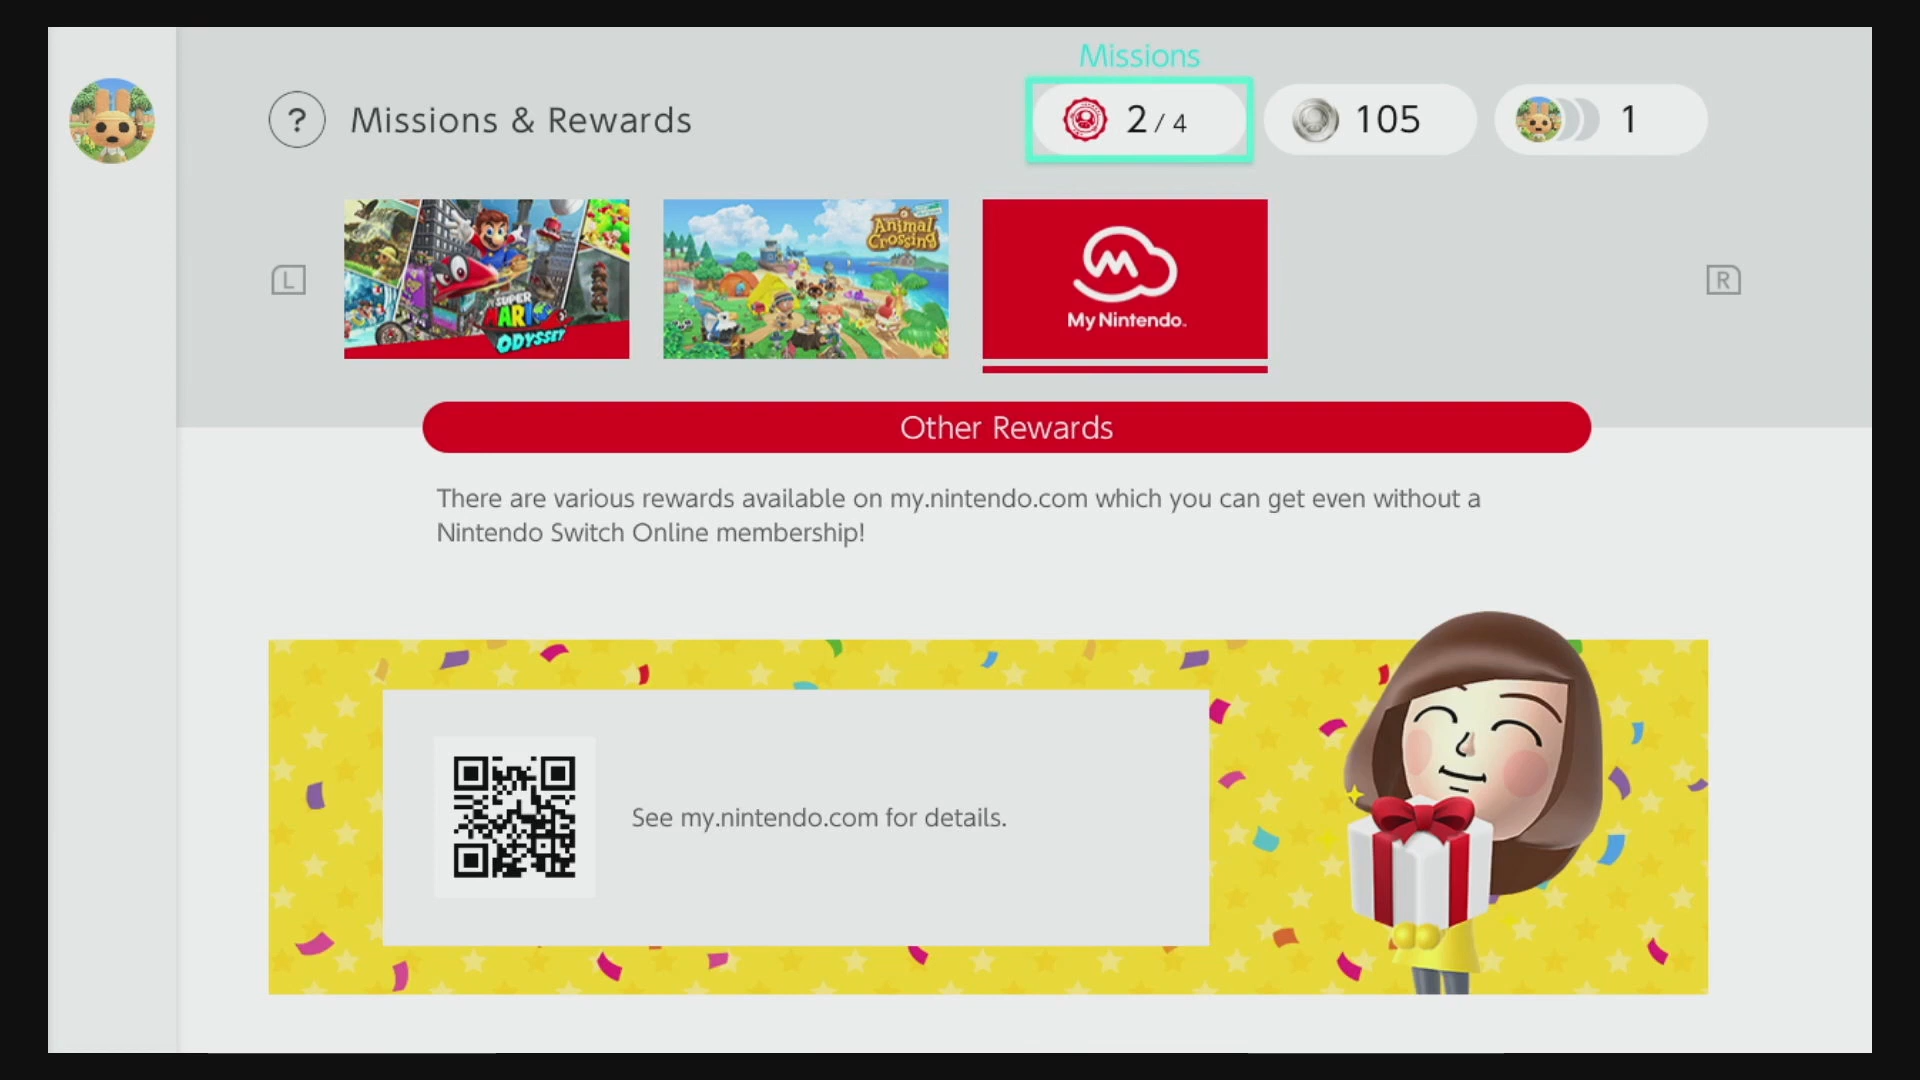 Missions
?
Missions & Rewards
2 / 4
105
1
L
SUPER
MARIO
ODYSSEY
Animal
Crossing
My Nintendo
R
Other Rewards
There are various rewards available on my.nintendo.com which you can get even without a
Nintendo Switch Online membership!
See my.nintendo.com for details.